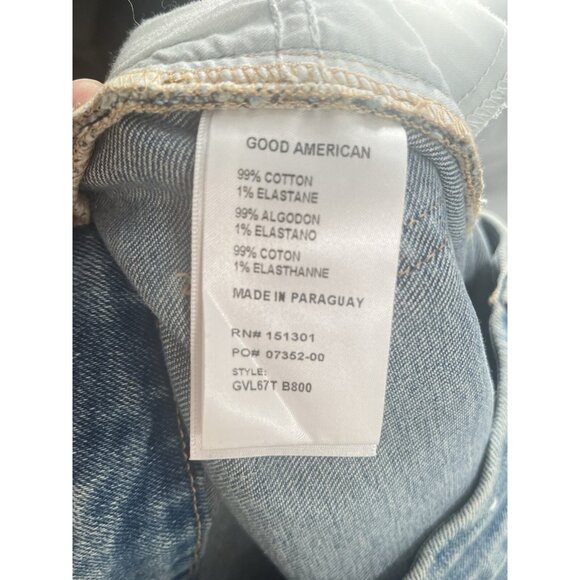 GOOD AMERICAN
99% COTTON
1% ELASTANE
99% ALGODON
1% ELASTANO
99% COTON
1% ELASTHANNE
MADE IN PARAGUAY
RN# 151301
PO# 07352-00
STYLE:
GVL67T B800